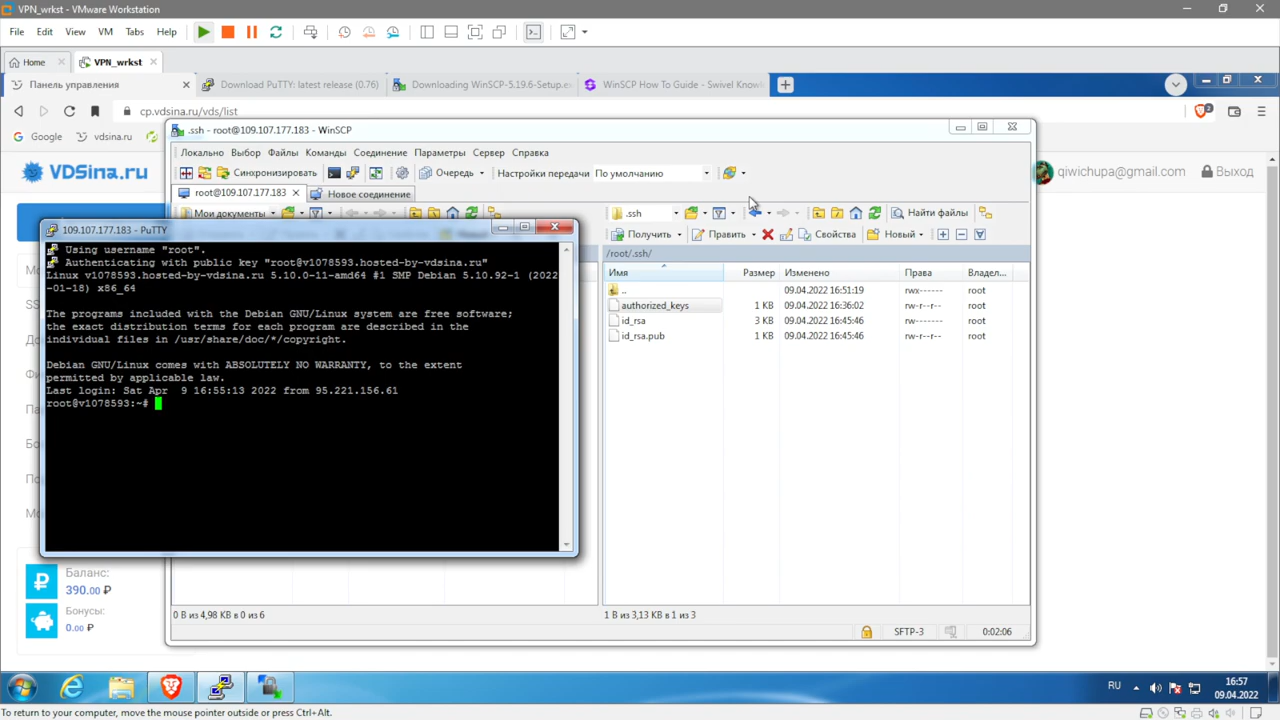 VPN_wrkst - VMware Workstation
File Edit View VM Tabs Help
Home VPN_wrkst
Панель управления Download PuTTY: latest release (0.76) Downloading WinSCP-5.19.6-Setup.ex WinSCP How To Guide - Swivel Knowl
cp.vdsina.ru/vds/list
Google vdsina.ru
VDSina.ru
qiwichupa@gmail.com Выход
.ssh - root@109.107.177.183 - WinSCP
Локально Выбор Файлы Команды Соединение Параметры Сервер Справка
Синхронизировать Очередь Настройки передачи По умолчанию
root@109.107.177.183 Новое соединение
Мои документы .ssh Найти файлы
Получить Править Свойства Новый
/root/.ssh/
Имя Размер Изменено Права Владел...
.. 09.04.2022 16:51:19 rwx------ root
authorized_keys 1 KB 09.04.2022 16:36:02 rw-r--r-- root
id_rsa 3 KB 09.04.2022 16:45:46 rw------- root
id_rsa.pub 1 KB 09.04.2022 16:45:46 rw-r--r-- root
109.107.177.183 - PuTTY
Using username "root".
Authenticating with public key "root@v1078593.hosted-by-vdsina.ru"
Linux v1078593.hosted-by-vdsina.ru 5.10.0-11-amd64 #1 SMP Debian 5.10.92-1 (2022
-01-18) x86_64
The programs included with the Debian GNU/Linux system are free software;
the exact distribution terms for each program are described in the
individual files in /usr/share/doc/*/copyright.
Debian GNU/Linux comes with ABSOLUTELY NO WARRANTY, to the extent
permitted by applicable law.
Last login: Sat Apr  9 16:55:13 2022 from 95.221.156.61
root@v1078593:~#
Баланс:
390.00 ₽
Бонусы:
0.00 ₽
0 B из 4,98 KB в 0 из 6 1 B из 3,13 KB в 1 из 3
SFTP-3 0:02:06
RU 16:57
09.04.2022
To return to your computer, move the mouse pointer outside or press Ctrl+Alt.